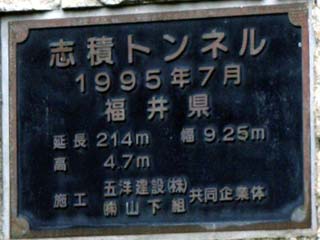 志積トンネル
1995年7月
福井県
延長 214m 幅 9.25m
高 4.7m
施工 五洋建設(株) 共同企業体
㈱山下組